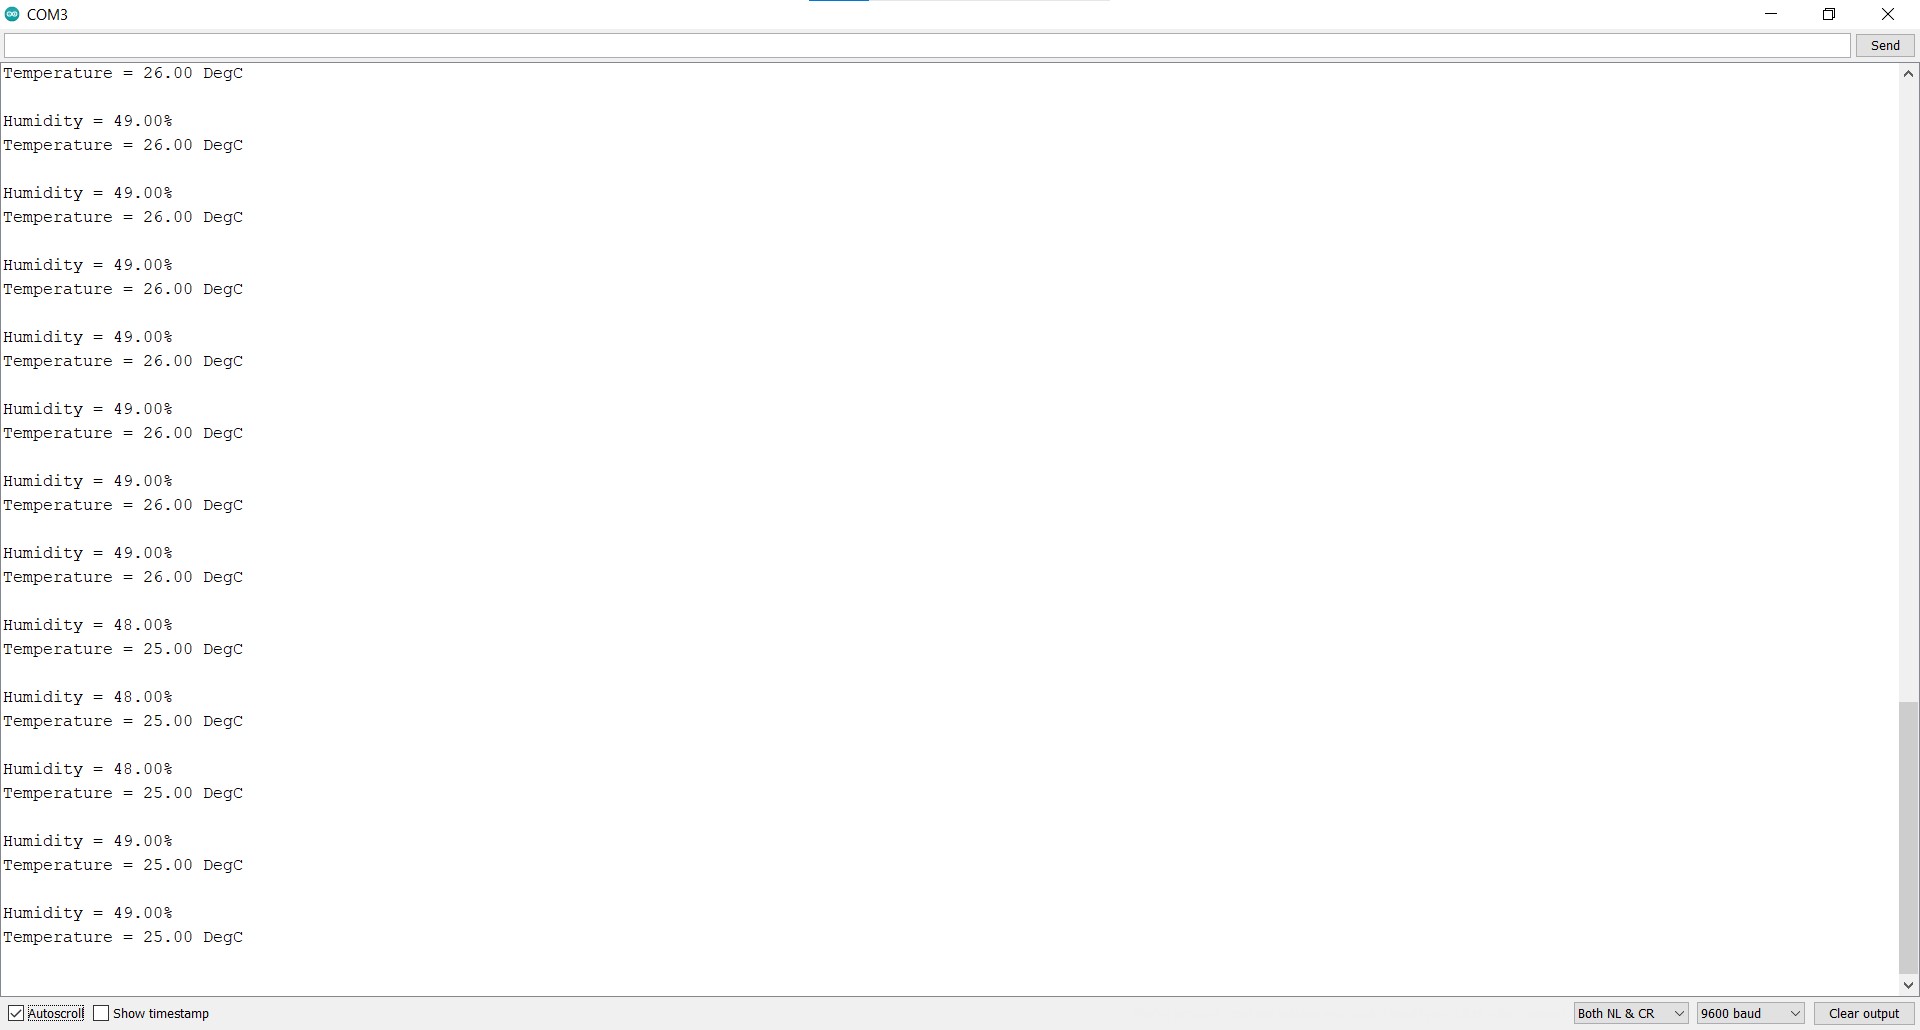 COM3
Send
Temperature = 26.00 DegC
Humidity = 49.00%
Temperature = 26.00 DegC
Humidity = 49.00%
Temperature = 26.00 DegC
Humidity = 49.00%
Temperature = 26.00 DegC
Humidity = 49.00%
Temperature = 26.00 DegC
Humidity = 49.00%
Temperature = 26.00 DegC
Humidity = 49.00%
Temperature = 26.00 DegC
Humidity = 49.00%
Temperature = 26.00 DegC
Humidity = 48.00%
Temperature = 25.00 DegC
Humidity = 48.00%
Temperature = 25.00 DegC
Humidity = 48.00%
Temperature = 25.00 DegC
Humidity = 49.00%
Temperature = 25.00 DegC
Humidity = 49.00%
Temperature = 25.00 DegC
Autoscroll Show timestamp Both NL & CR 9600 baud Clear output